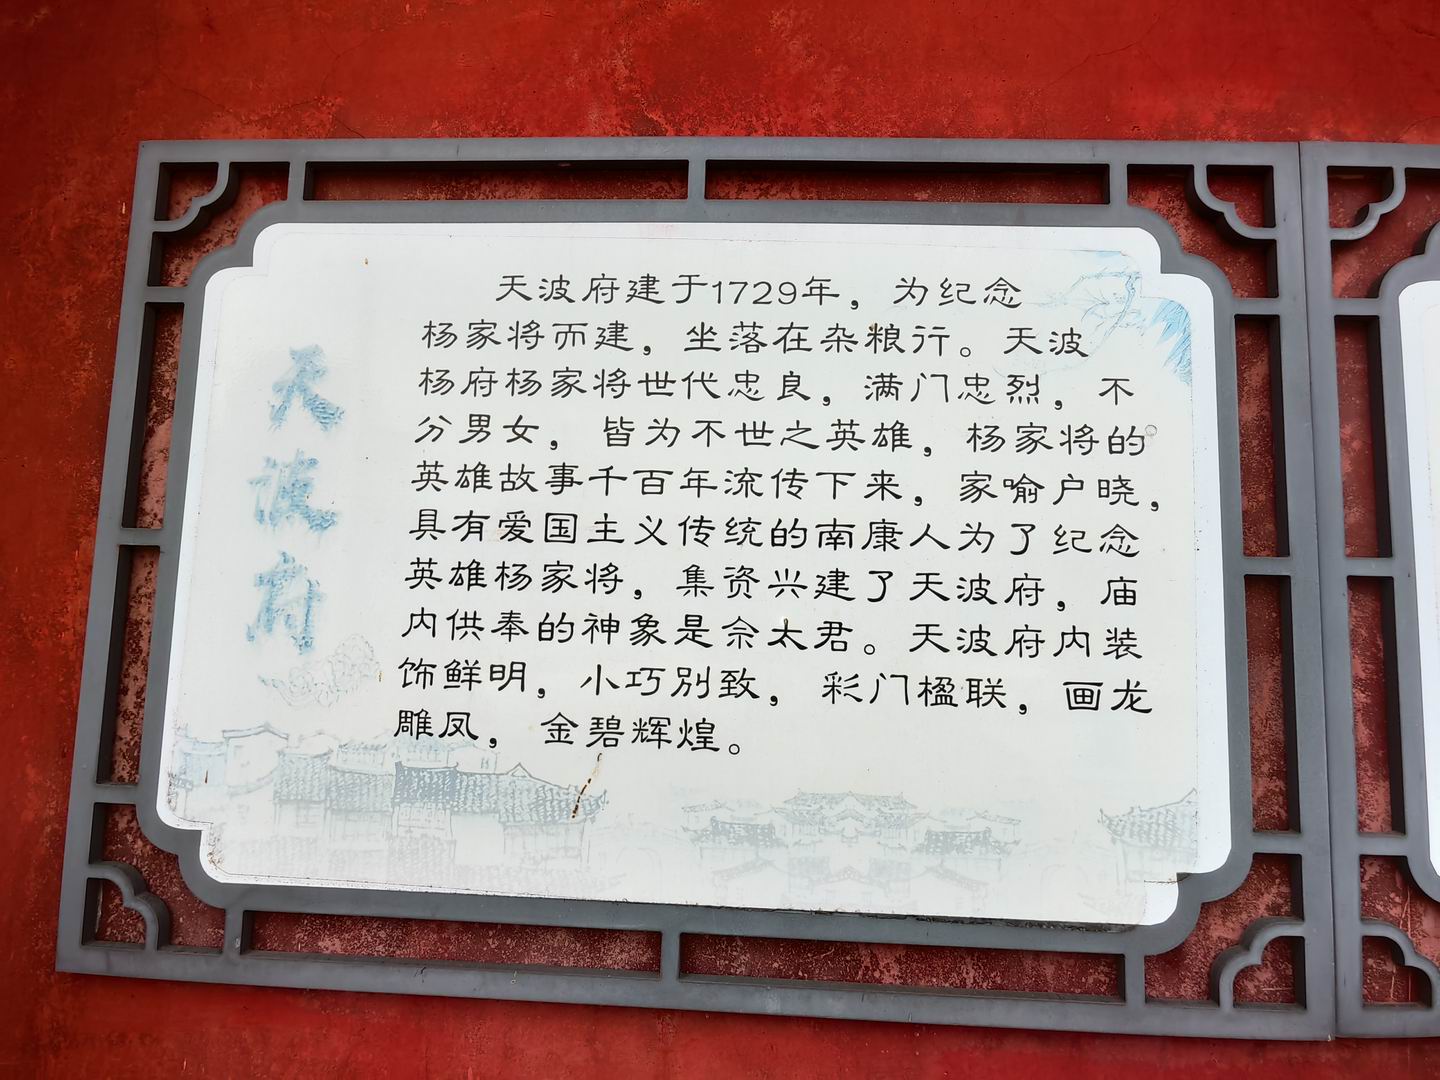 天波府
天波府建于1729年，为纪念
杨家将而建，坐落在杂粮行。天波
杨府杨家将世代忠良，满门忠烈，不
分男女，皆为不世之英雄，杨家将的
英雄故事千百年流传下来，家喻户晓，
具有爱国主义传统的南康人为了纪念
英雄杨家将，集资兴建了天波府，庙
内供奉的神象是佘太君。天波府内装
饰鲜明，小巧别致，彩门楹联，画龙
雕凤，金碧辉煌。